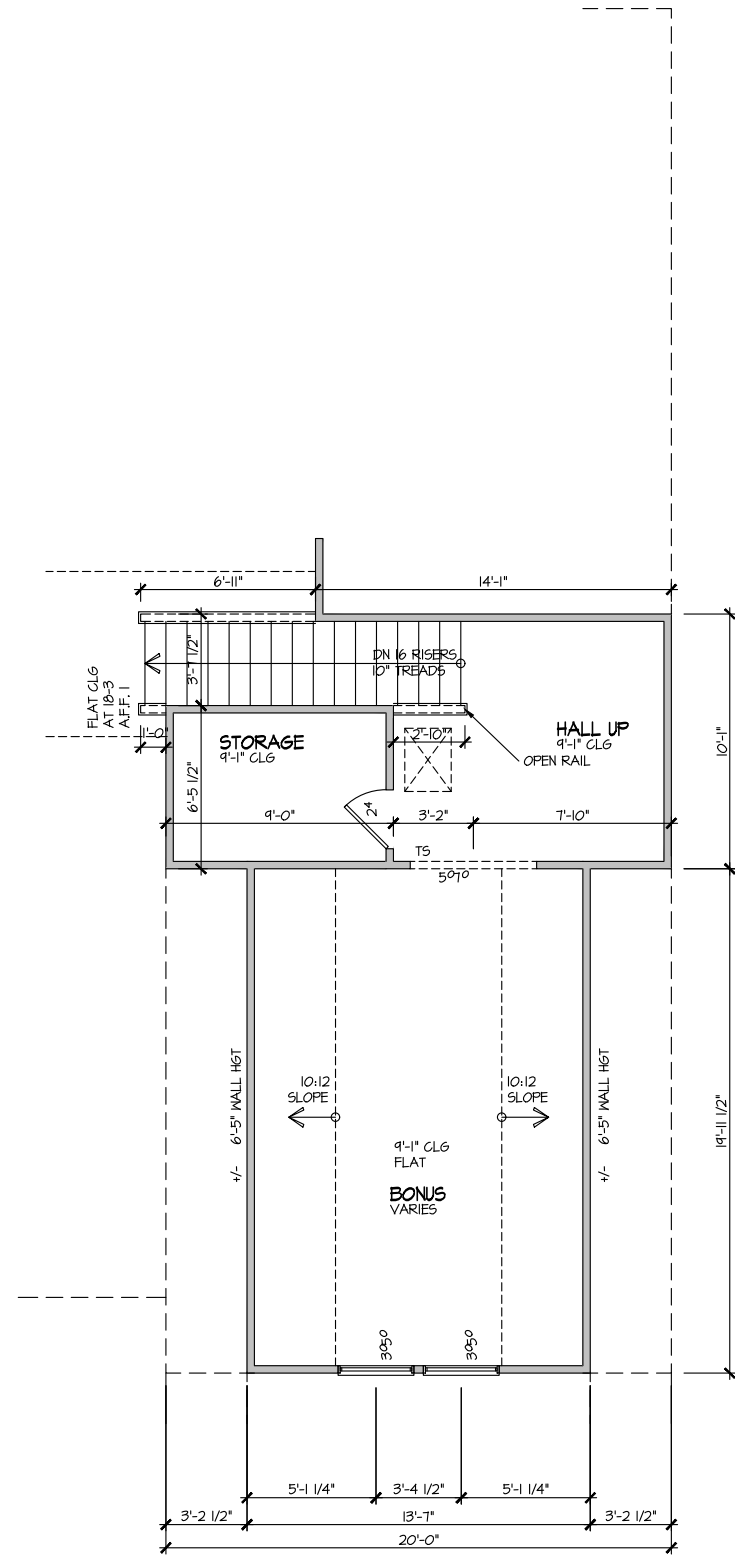 6'-11"
14'-1"
3'-7 1/2"
DN 16 RISERS
10" TREADS
FLAT CLG
AT 18-3
A.F.F. 1
1'-0"
STORAGE
9'-1" CLG
2'-10"
HALL UP
9'-1" CLG
OPEN RAIL
10'-1"
6'-5 1/2"
9'-0"
2⁴
3'-2"
7'-10"
TS
5⁰7⁰
+/- 6'-5" WALL HGT
10:12
SLOPE
10:12
SLOPE
+/- 6'-5" WALL HGT
19'-11 1/2"
9'-1" CLG
FLAT
BONUS
VARIES
3⁰5⁰
3⁰5⁰
5'-1 1/4"
3'-4 1/2"
5'-1 1/4"
3'-2 1/2"
13'-7"
3'-2 1/2"
20'-0"